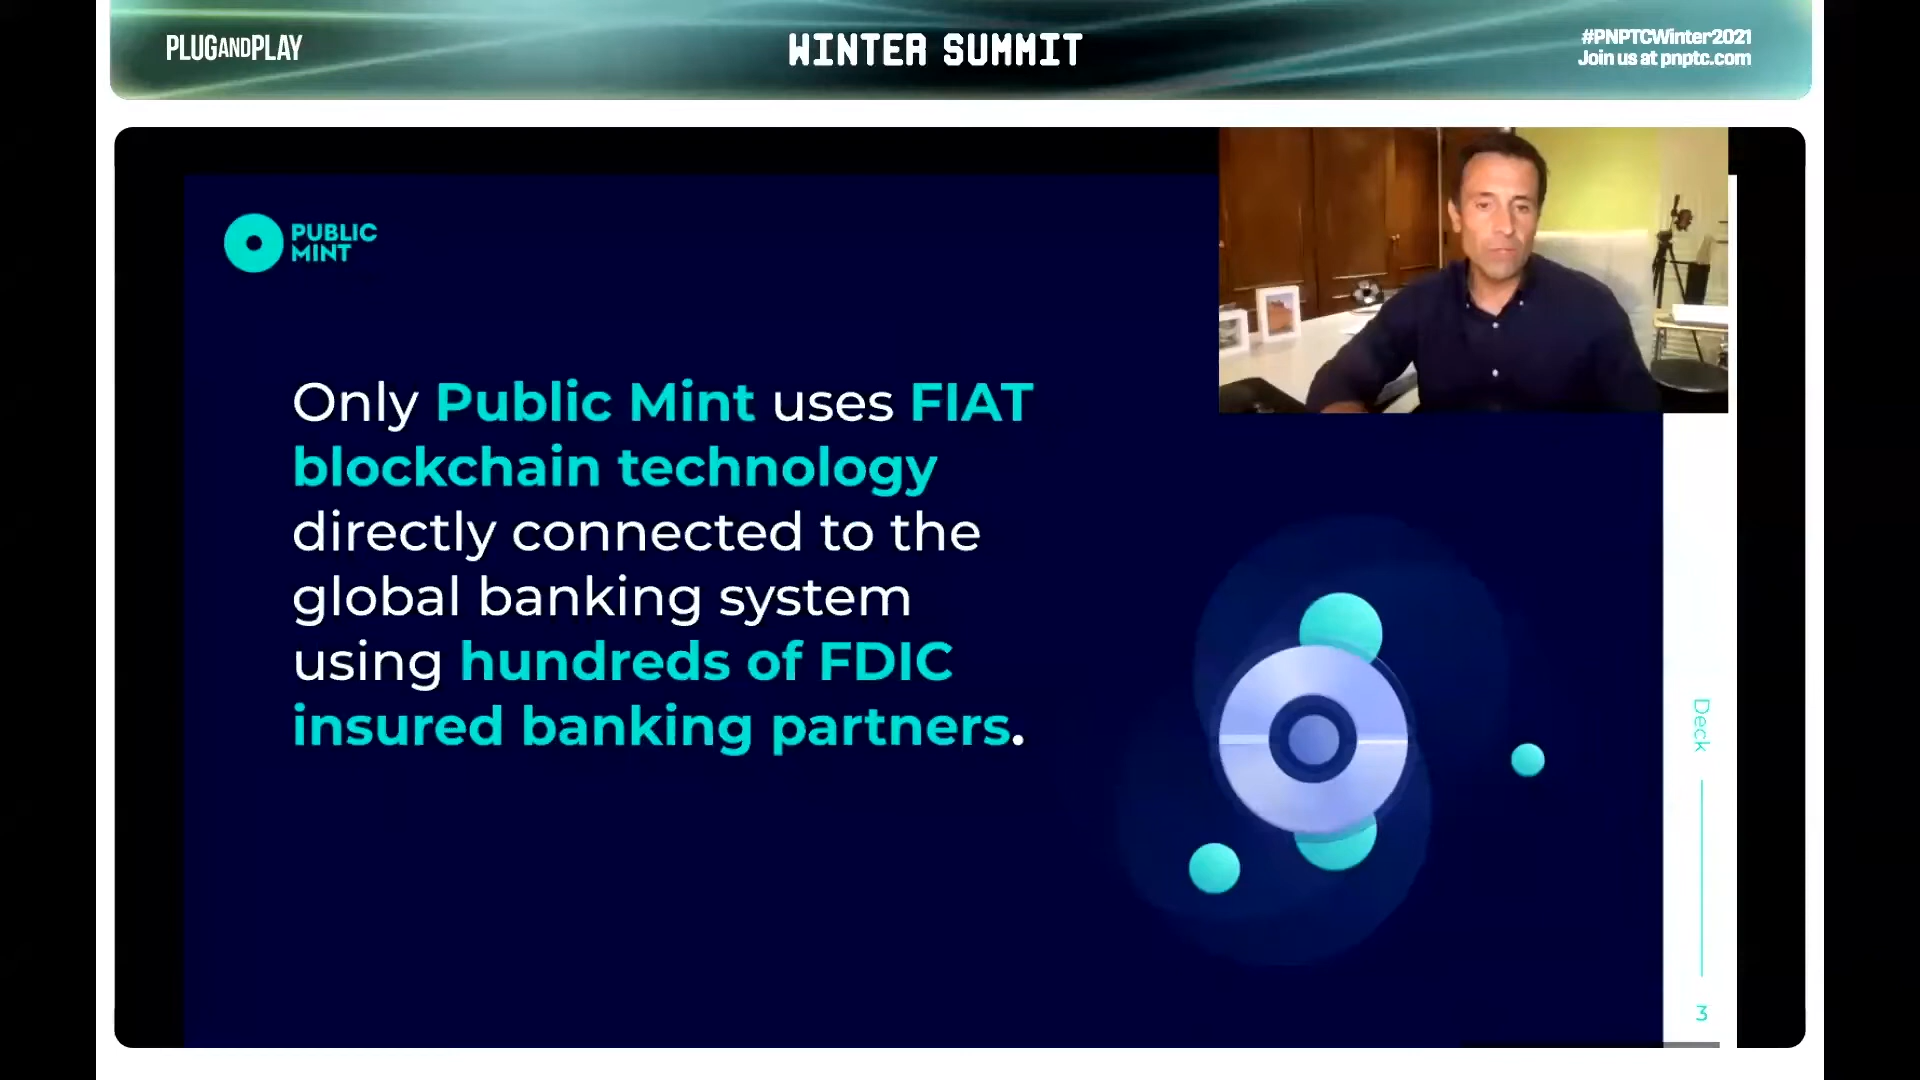 PLUGANDPLAY
WINTER SUMMIT
#PNPTCWinter2021
Join us at pnptc.com
PUBLIC
MINT
Only Public Mint uses FIAT
blockchain technology
directly connected to the
global banking system
using hundreds of FDIC
insured banking partners.
Deck
3